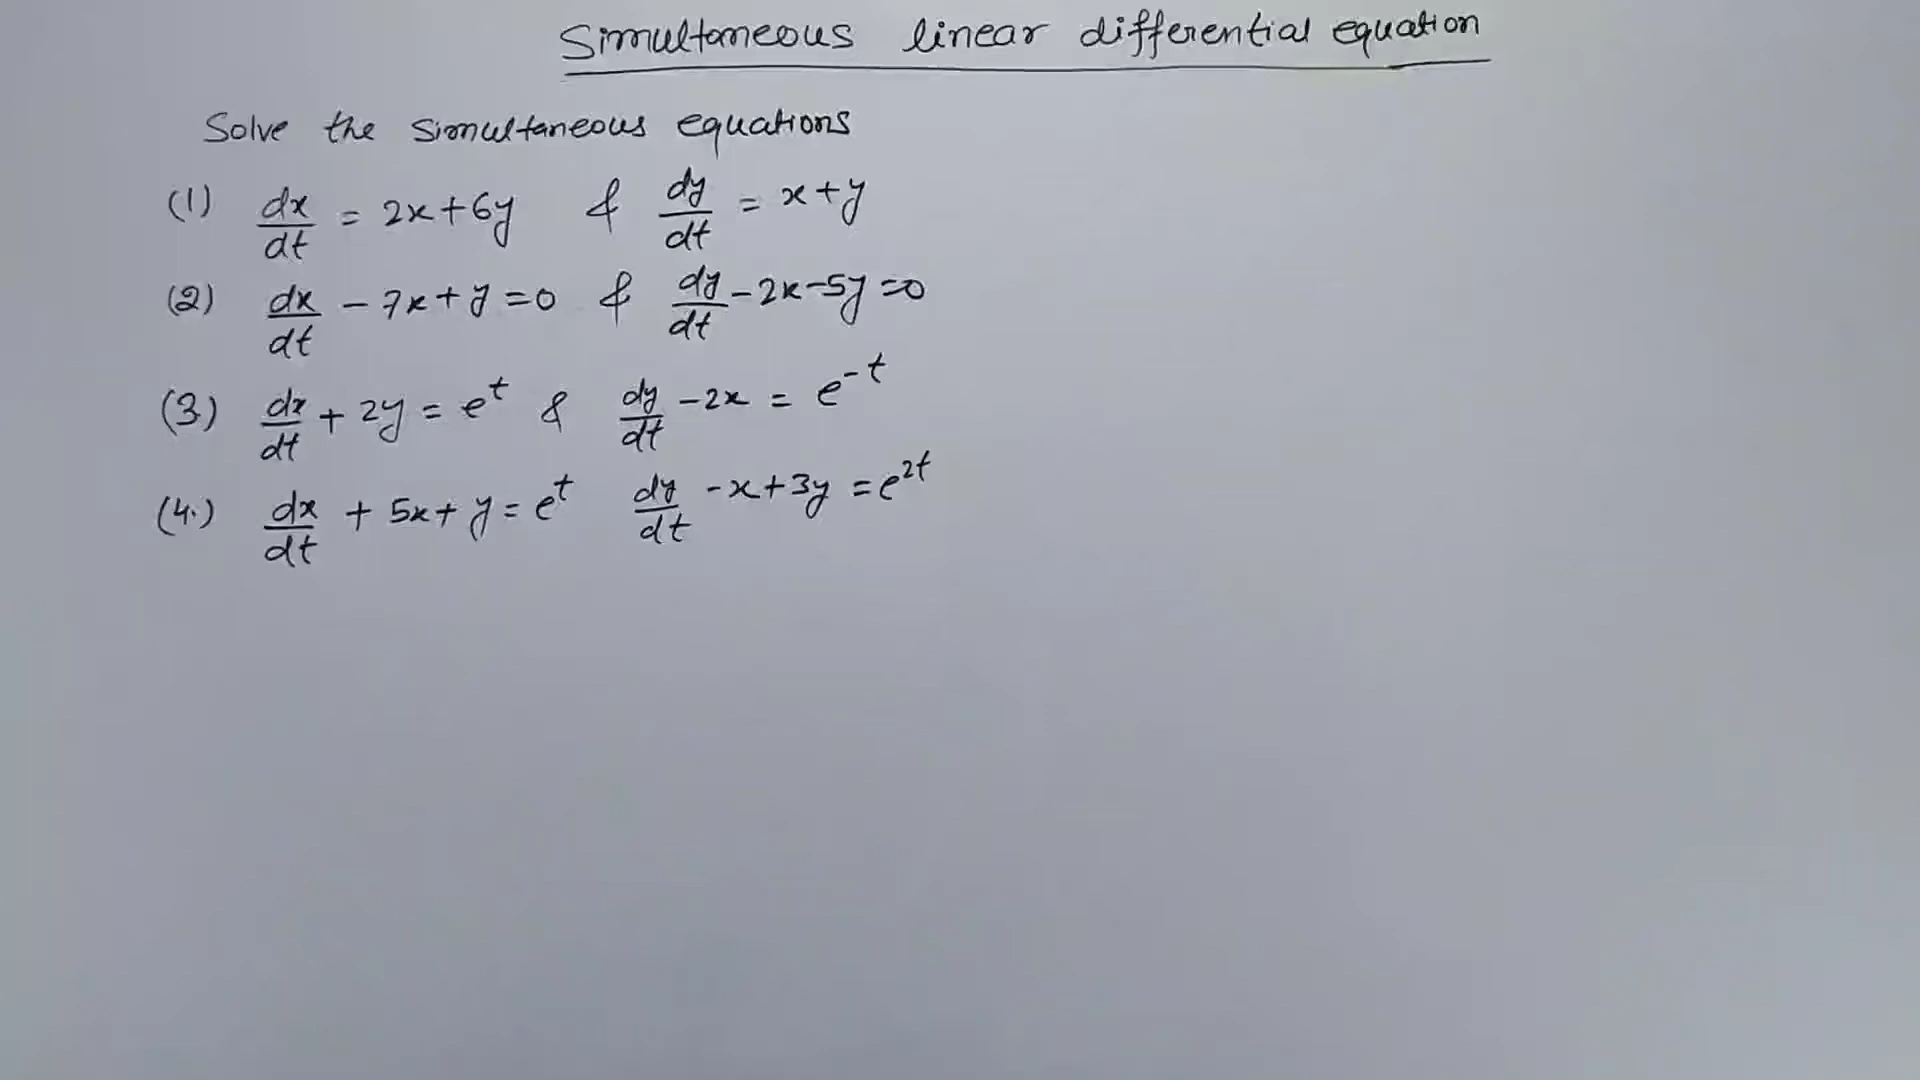 Simultaneous linear differential equation
Solve the simultaneous equations
(1) dx/dt = 2x+6y & dy/dt = x+y
(2) dx/dt - 7x+y=0 & dy/dt - 2x-5y=0
(3) dx/dt + 2y = e^t & dy/dt - 2x = e^-t
(4.) dx/dt + 5x+y = e^t dy/dt - x+3y = e^2t